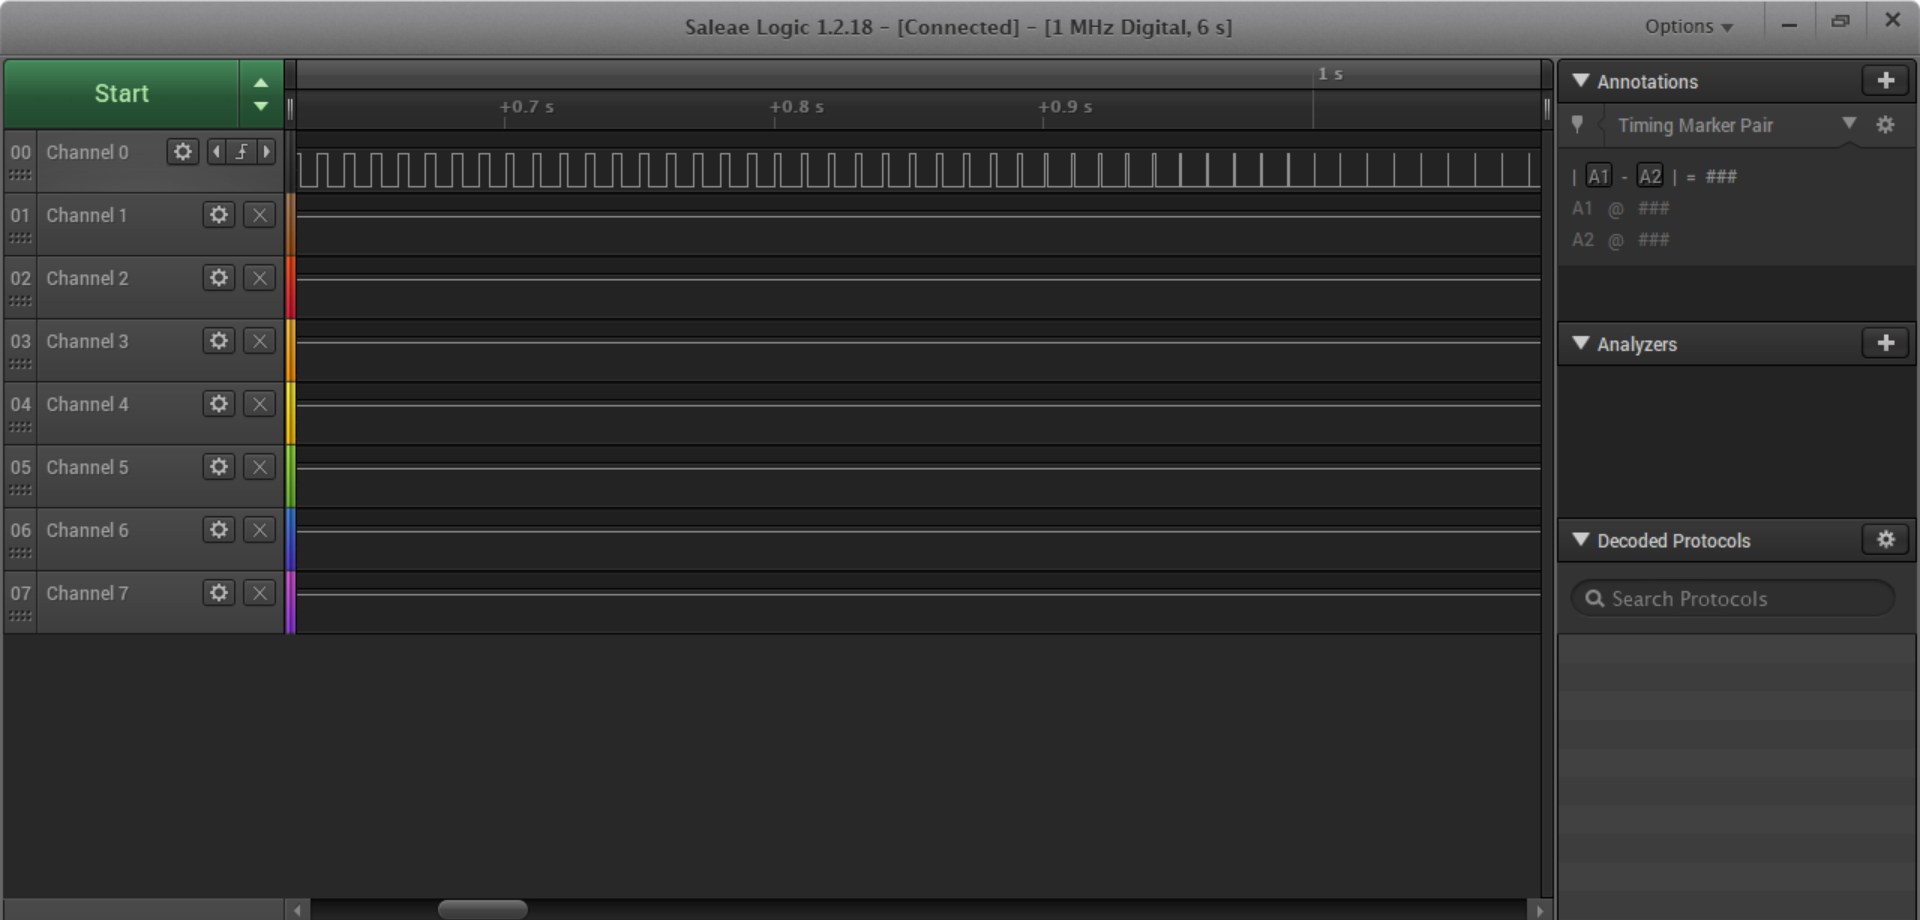 Saleae Logic 1.2.18 - [Connected] - [1 MHz Digital, 6 s]
Options
Start
1 s
+0.7 s +0.8 s +0.9 s
00 Channel 0
01 Channel 1
02 Channel 2
03 Channel 3
04 Channel 4
05 Channel 5
06 Channel 6
07 Channel 7
Annotations
Timing Marker Pair
| A1 - A2 | = ###
A1 @ ###
A2 @ ###
Analyzers
Decoded Protocols
Search Protocols